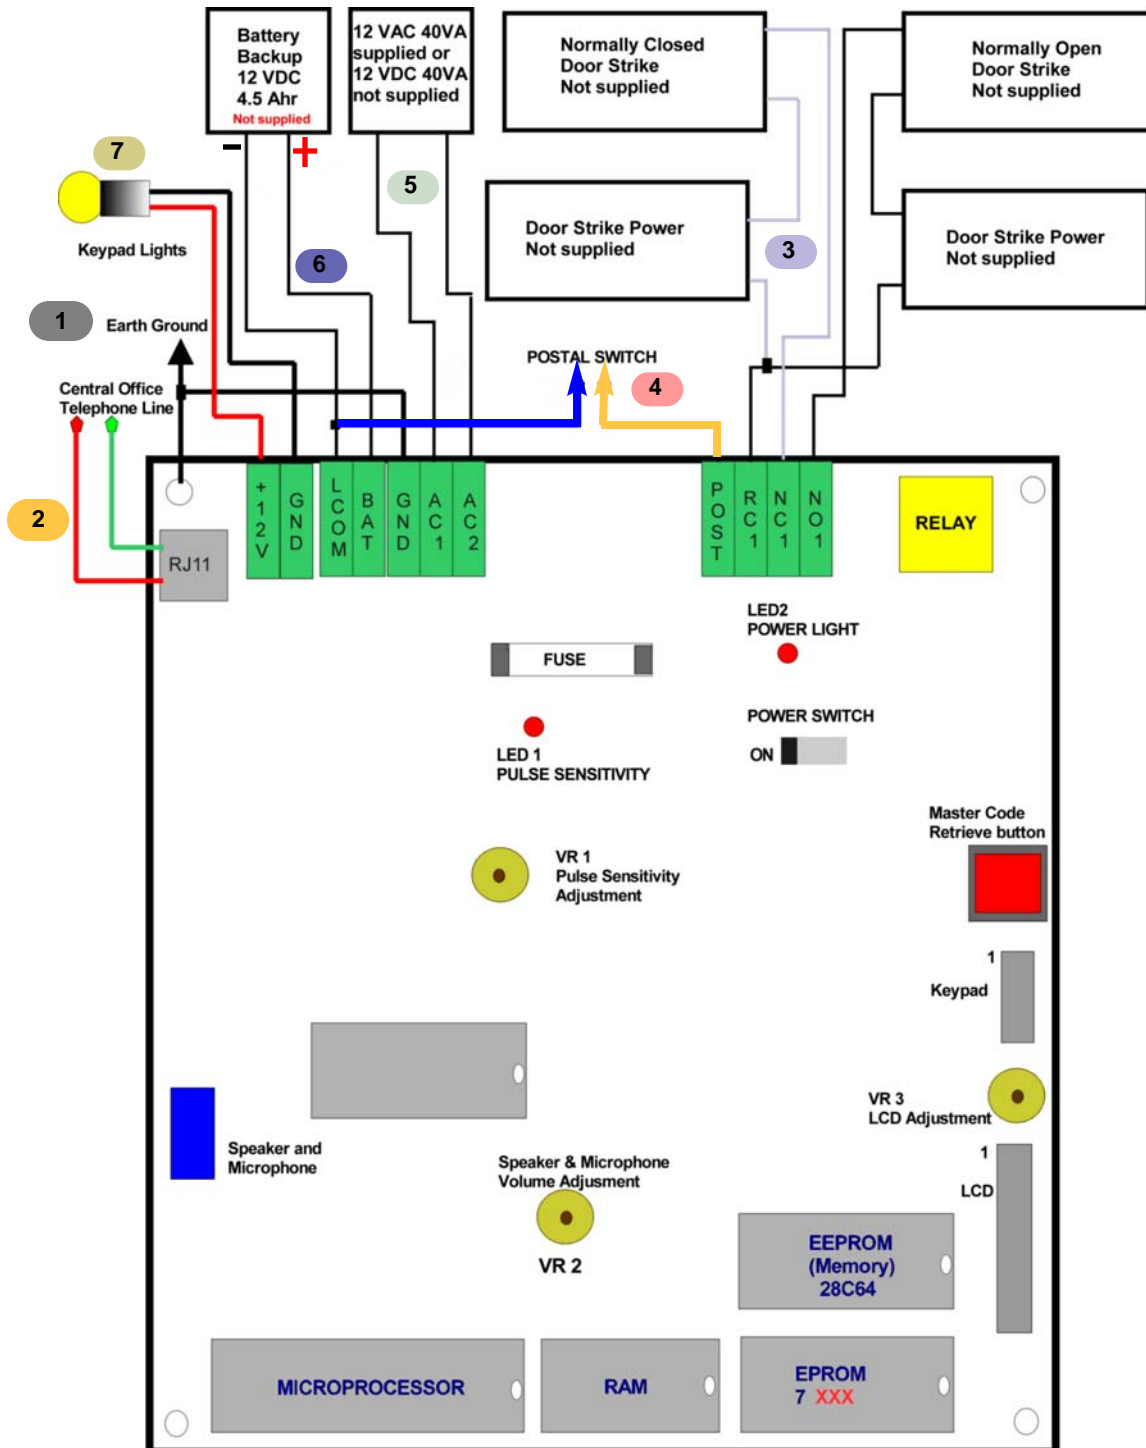 Battery
Backup
12 VDC
4.5 Ahr
Not supplied
12 VAC 40VA
supplied or
12 VDC 40VA
not supplied
Normally Closed
Door Strike
Not supplied
Normally Open
Door Strike
Not supplied
- +
7
5
Keypad Lights
6
Door Strike Power
Not supplied
3
Door Strike Power
Not supplied
1
Earth Ground
POSTAL SWITCH
4
Central Office
Telephone Line
2
RJ11
+12V
GND
LCOM
BAT
GND
AC1
AC2
POST
RC1
NC1
NO1
RELAY
LED2
POWER LIGHT
FUSE
POWER SWITCH
ON
LED 1
PULSE SENSITIVITY
Master Code
Retrieve button
VR 1
Pulse Sensitivity
Adjustment
1
Keypad
VR 3
LCD Adjustment
Speaker and
Microphone
Speaker & Microphone
Volume Adjusment
VR 2
1
LCD
EEPROM
(Memory)
28C64
MICROPROCESSOR
RAM
EPROM
7 XXX